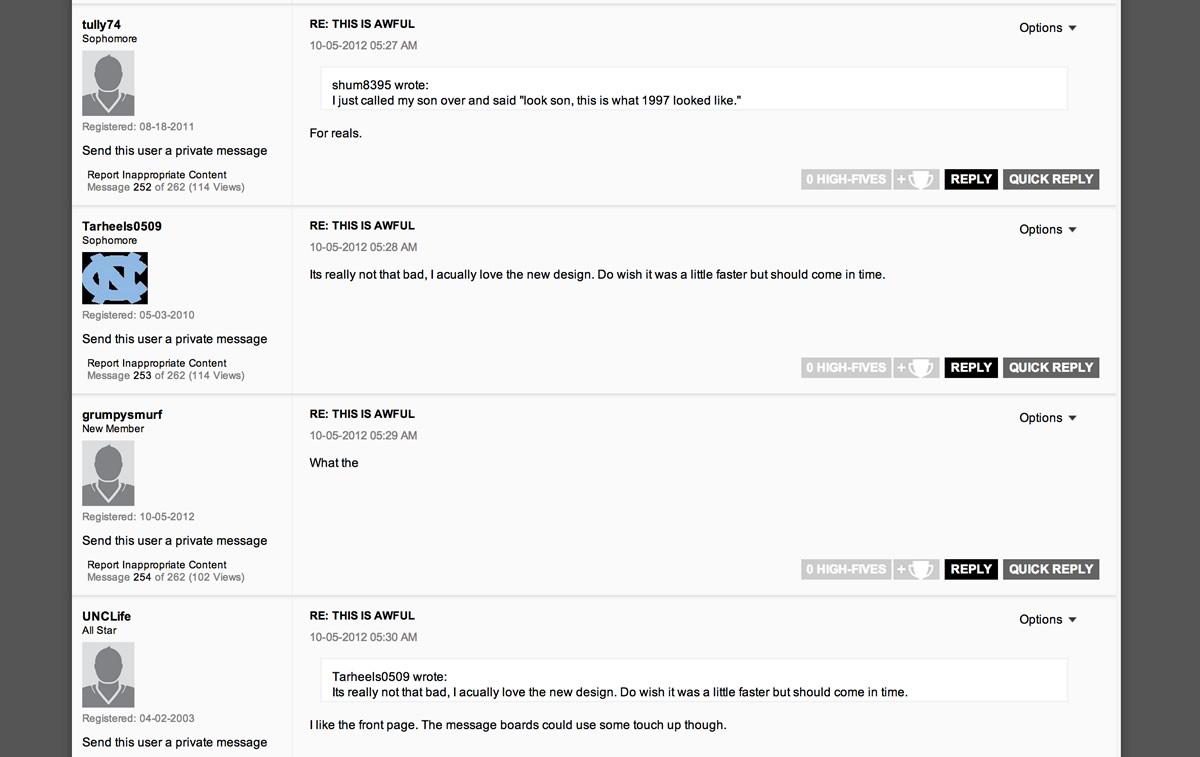 tully74
Sophomore
Registered: 08-18-2011
Send this user a private message
Report Inappropriate Content
Message 252 of 262 (114 Views)
RE: THIS IS AWFUL
Options
10-05-2012 05:27 AM
shum8395 wrote:
I just called my son over and said "look son, this is what 1997 looked like."
For reals.
0 HIGH-FIVES + REPLY QUICK REPLY
Tarheels0509
Sophomore
NC
Registered: 05-03-2010
Send this user a private message
Report Inappropriate Content
Message 253 of 262 (114 Views)
RE: THIS IS AWFUL
Options
10-05-2012 05:28 AM
Its really not that bad, I acually love the new design. Do wish it was a little faster but should come in time.
0 HIGH-FIVES + REPLY QUICK REPLY
grumpysmurf
New Member
Registered: 10-05-2012
Send this user a private message
Report Inappropriate Content
Message 254 of 262 (102 Views)
RE: THIS IS AWFUL
Options
10-05-2012 05:29 AM
What the
0 HIGH-FIVES + REPLY QUICK REPLY
UNCLife
All Star
Registered: 04-02-2003
Send this user a private message
RE: THIS IS AWFUL
Options
10-05-2012 05:30 AM
Tarheels0509 wrote:
Its really not that bad, I acually love the new design. Do wish it was a little faster but should come in time.
I like the front page. The message boards could use some touch up though.